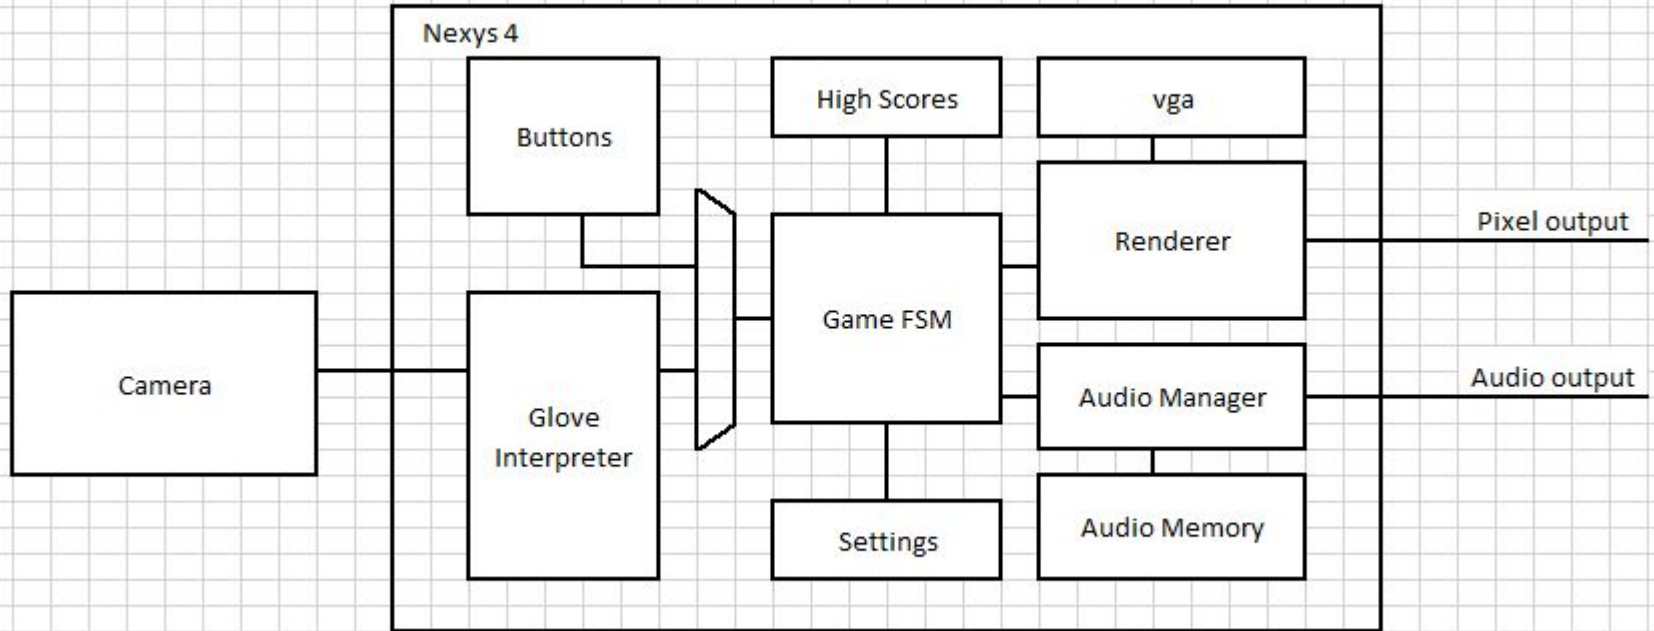 Nexys 4
Buttons
High Scores
vga
Renderer
Pixel output
Game FSM
Camera
Glove
Interpreter
Audio Manager
Audio output
Settings
Audio Memory